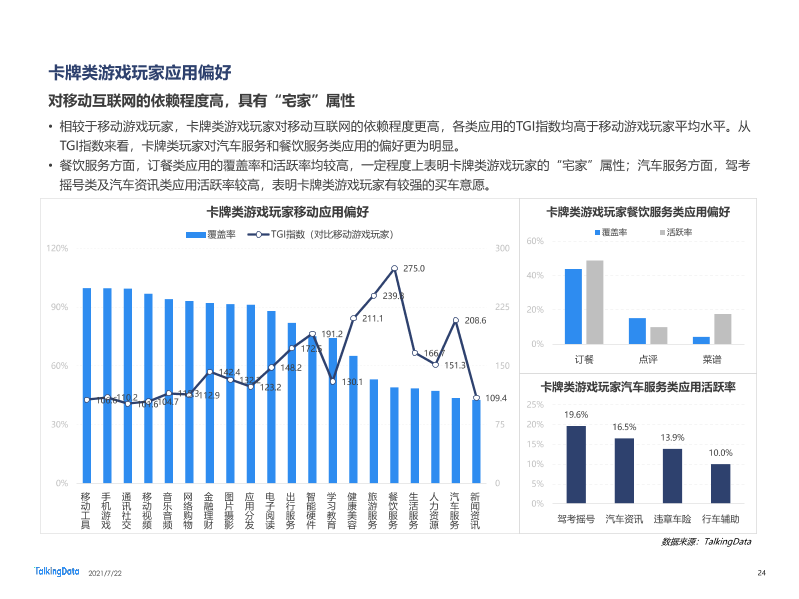 卡牌类游戏玩家应用偏好
对移动互联网的依赖程度高，具有“宅家”属性
• 相较于移动游戏玩家，卡牌类游戏玩家对移动互联网的依赖程度更高，各类应用的TGI指数均高于移动游戏玩家平均水平。从
TGI指数来看，卡牌类玩家对汽车服务和餐饮服务类应用的偏好更为明显。
• 餐饮服务方面，订餐类应用的覆盖率和活跃率均较高，一定程度上表明卡牌类游戏玩家的“宅家”属性；汽车服务方面，驾考
摇号类及汽车资讯类应用活跃率较高，表明卡牌类游戏玩家有较强的买车意愿。
卡牌类游戏玩家移动应用偏好
覆盖率 TGI指数（对比移动游戏玩家）
120% 300
90% 225
60% 150
30% 75
0% 0
110.2 104.7 112.9 142.4 123.2 148.2 172.5 191.2 130.1 211.1 239.3 275.0 166.7 151.3 208.6 109.4
移动工具 手机游戏 通讯社交 移动视频 音乐音频 网络购物 金融理财 图片摄影 应用分发 电子阅读 出行服务 智能硬件 学习教育 健康美容 旅游服务 餐饮服务 生活服务 人力资源 汽车服务 新闻资讯
卡牌类游戏玩家餐饮服务类应用偏好
覆盖率 活跃率
60%
40%
20%
0%
订餐 点评 菜谱
卡牌类游戏玩家汽车服务类应用活跃率
25%
20%
15%
10%
5%
0%
19.6% 16.5% 13.9% 10.0%
驾考摇号 汽车资讯 违章车险 行车辅助
数据来源：TalkingData
TalkingData 2021/7/22 24